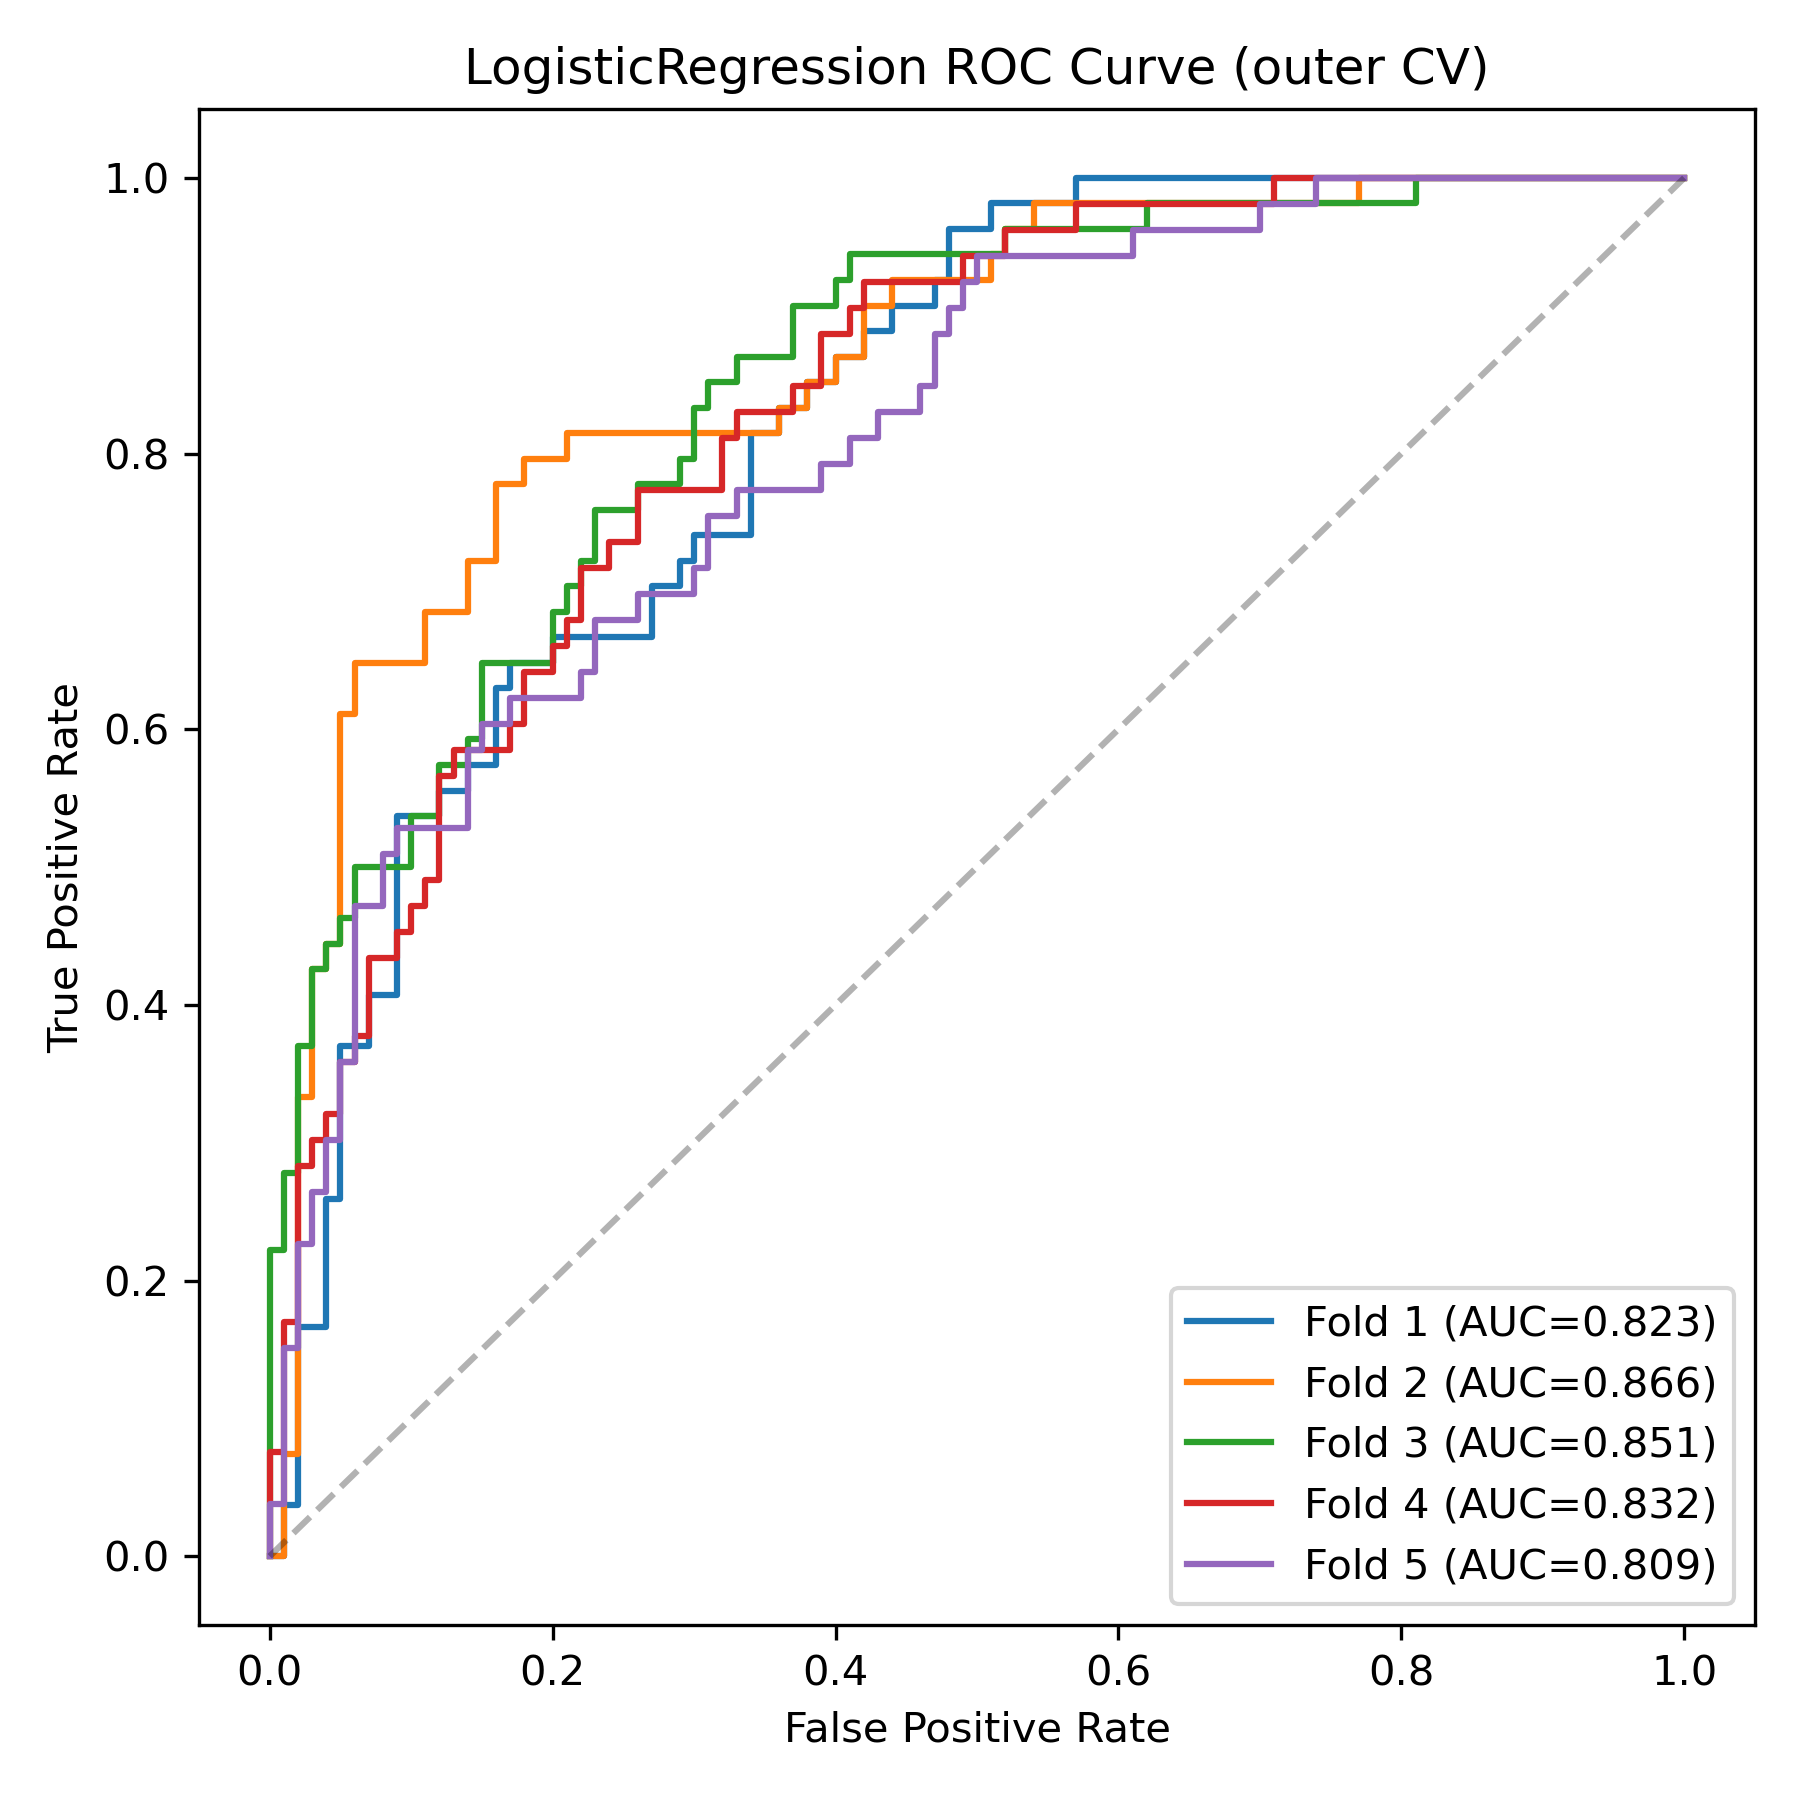 LogisticRegression ROC Curve (outer CV)
True Positive Rate
1.0
0.8
0.6
0.4
0.2
0.0
0.0 0.2 0.4 0.6 0.8 1.0
False Positive Rate
Fold 1 (AUC=0.823)
Fold 2 (AUC=0.866)
Fold 3 (AUC=0.851)
Fold 4 (AUC=0.832)
Fold 5 (AUC=0.809)